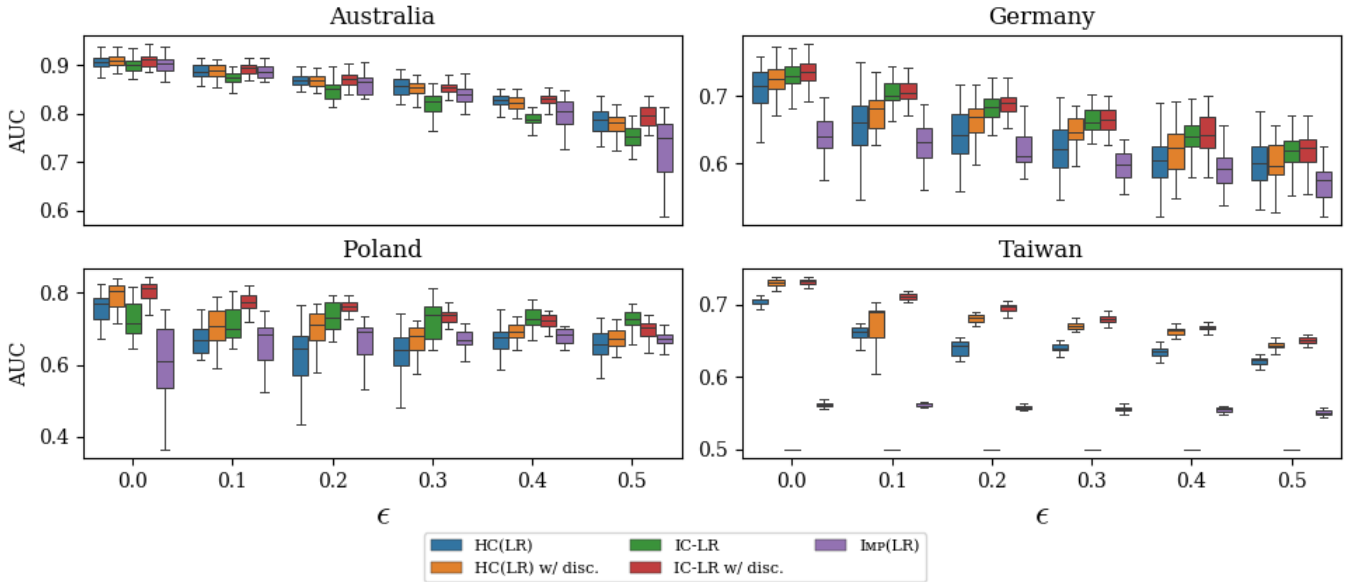 Australia
Germany
AUC
0.9
0.8
0.7
0.6
0.7
0.6
Poland
Taiwan
AUC
0.8
0.6
0.4
0.7
0.6
0.5
0.0 0.1 0.2 0.3 0.4 0.5
0.0 0.1 0.2 0.3 0.4 0.5
ϵ
ϵ
HC(LR) IC-LR Imp(LR)
HC(LR) w/ disc. IC-LR w/ disc.